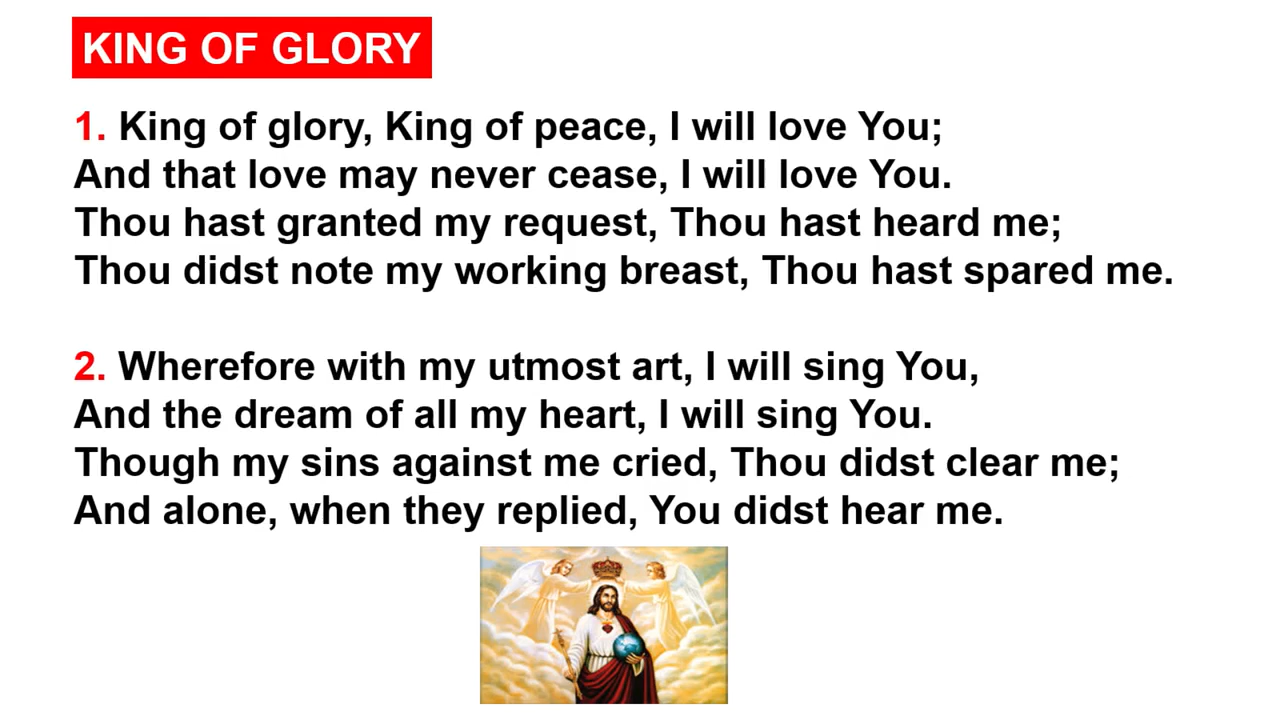 KING OF GLORY
1. King of glory, King of peace, I will love You;
And that love may never cease, I will love You.
Thou hast granted my request, Thou hast heard me;
Thou didst note my working breast, Thou hast spared me.
2. Wherefore with my utmost art, I will sing You,
And the dream of all my heart, I will sing You.
Though my sins against me cried, Thou didst clear me;
And alone, when they replied, You didst hear me.